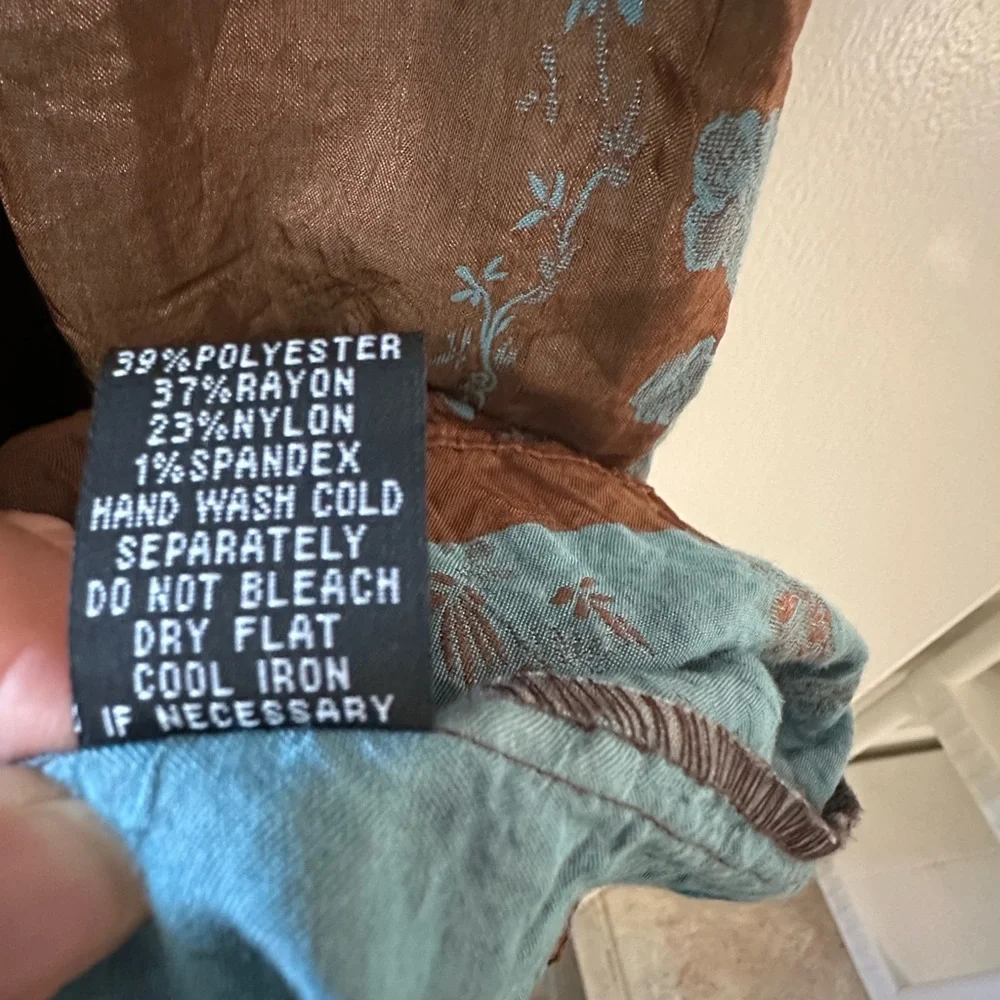 39%POLYESTER
37%RAYON
23%NYLON
1%SPANDEX
HAND WASH COLD
SEPARATELY
DO NOT BLEACH
DRY FLAT
COOL IRON
IF NECESSARY